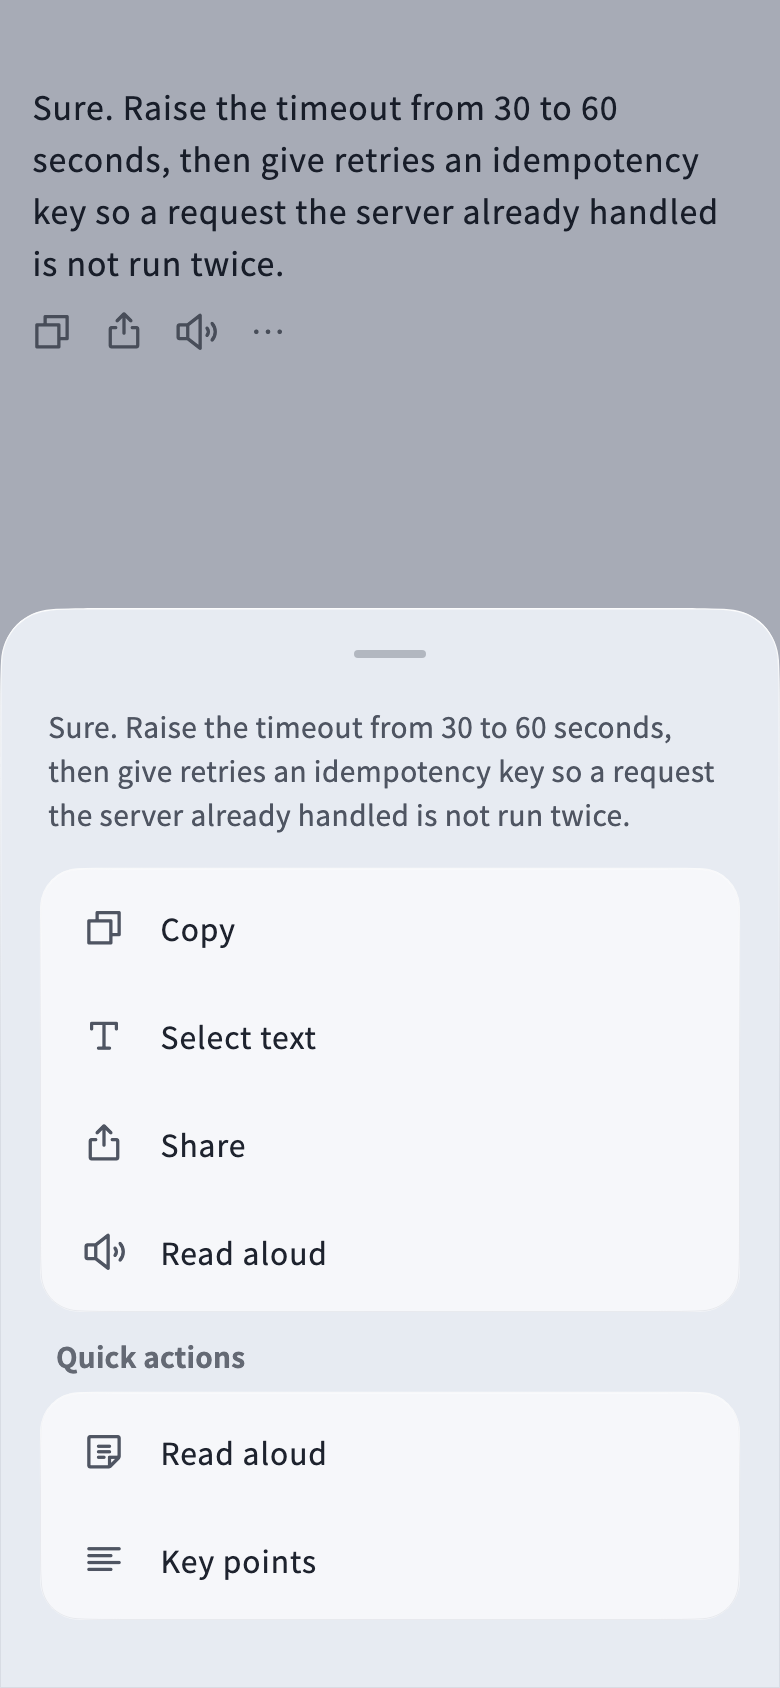 Sure. Raise the timeout from 30 to 60
seconds, then give retries an idempotency
key so a request the server already handled
is not run twice.
Sure. Raise the timeout from 30 to 60 seconds,
then give retries an idempotency key so a request
the server already handled is not run twice.
Copy
Select text
Share
Read aloud
Quick actions
Read aloud
Key points